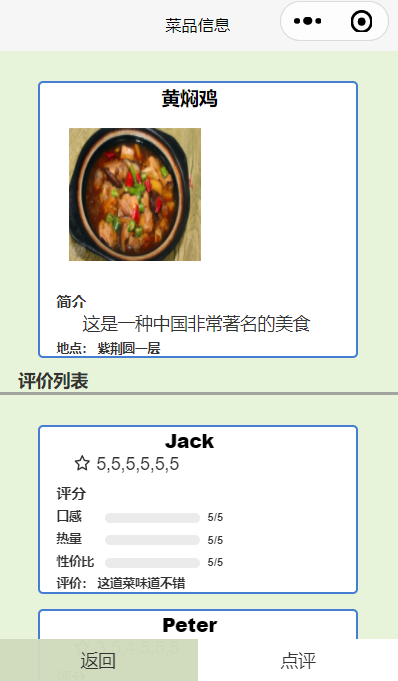 菜品信息
黄焖鸡
简介
这是一种中国非常著名的美食
地点： 紫荆圆一层
评价列表
Jack
5,5,5,5,5,5
评分
口感 5/5
热量 5/5
性价比 5/5
评价： 这道菜味道不错
Peter
返回 点评